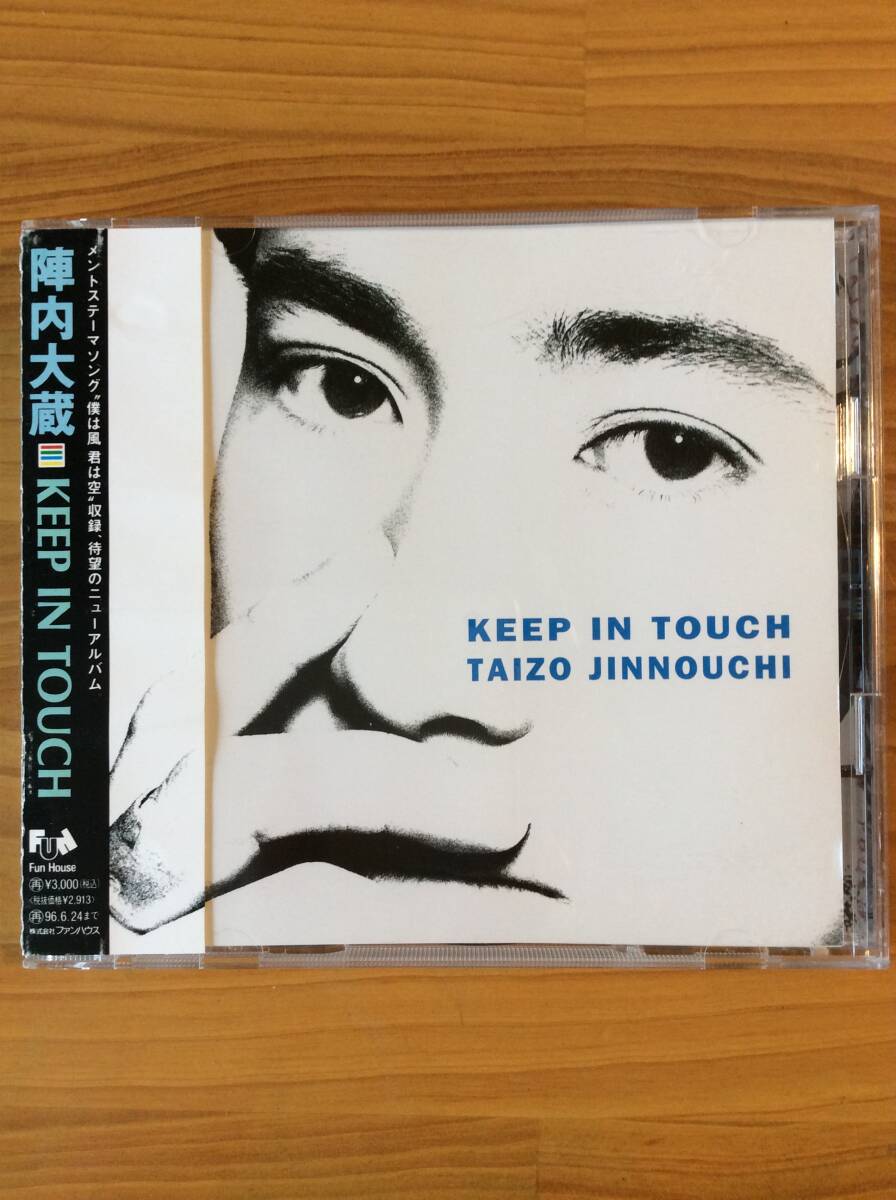 メントステーマソング“僕は風、君は空”収録、待望のニューアルバム
陣内大蔵 KEEP IN TOUCH
FUN
Fun House
再¥3,000(税込)
<税抜価格¥2,913>
再96.6.24まで
株式会社ファンハウス
KEEP IN TOUCH
TAIZO JINNOUCHI